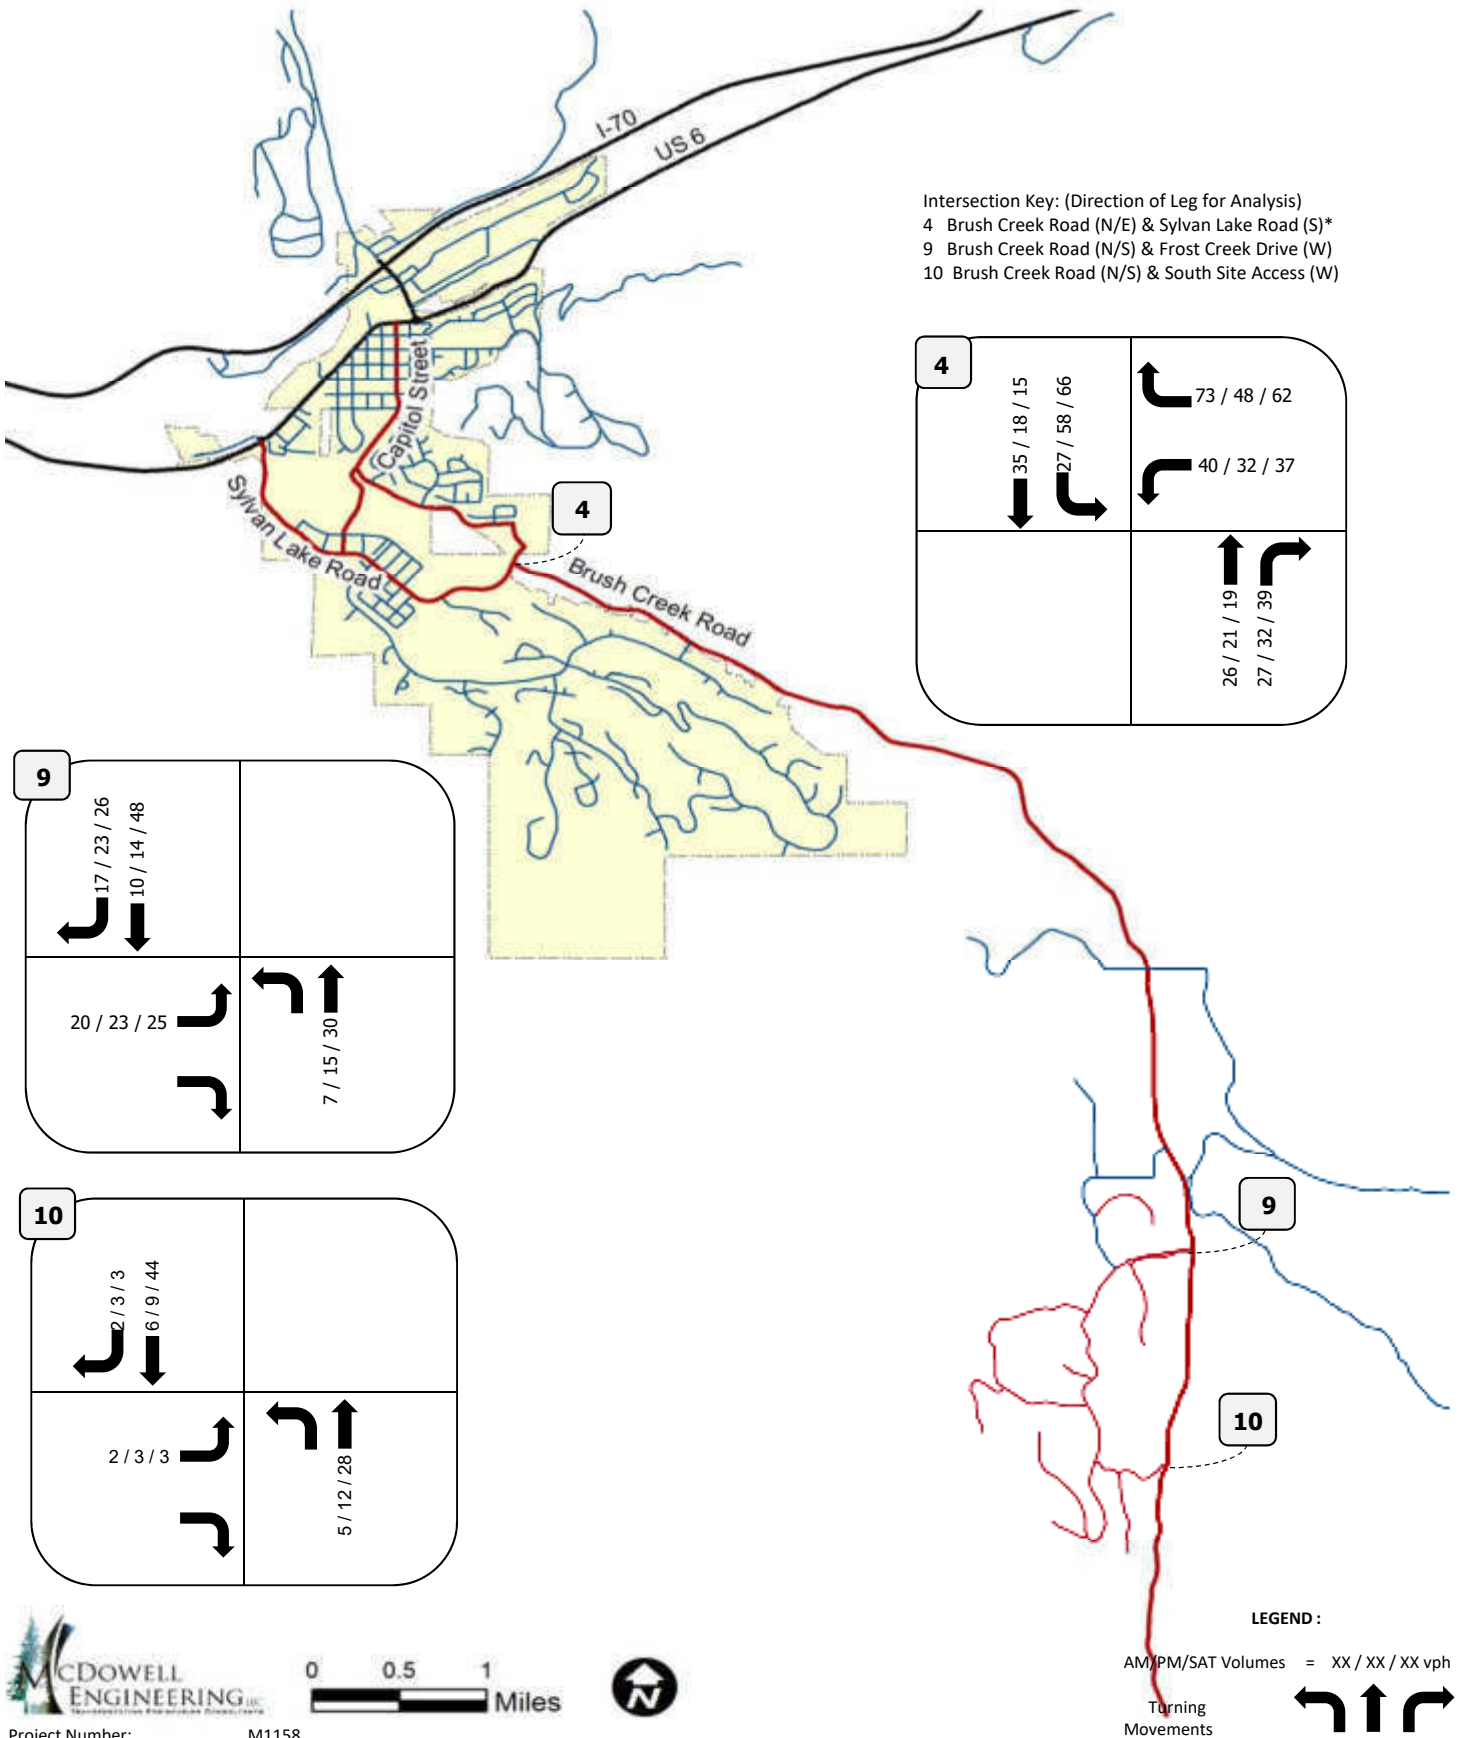 I-70
US 6
Intersection Key: (Direction of Leg for Analysis)
4 Brush Creek Road (N/E) & Sylvan Lake Road (S)*
9 Brush Creek Road (N/S) & Frost Creek Drive (W)
10 Brush Creek Road (N/S) & South Site Access (W)
4
35 / 18 / 15
27 / 58 / 66
73 / 48 / 62
40 / 32 / 37
26 / 21 / 19
27 / 32 / 39
Capitol Street
Sylvan Lake Road
4
Brush Creek Road
9
17 / 23 / 26
10 / 14 / 48
20 / 23 / 25
7 / 15 / 30
10
2 / 3 / 3
6 / 9 / 44
2 / 3 / 3
5 / 12 / 28
9
10
LEGEND :
AM/PM/SAT Volumes = XX / XX / XX vph
Turning
Movements
MCDOWELL
ENGINEERING LLC
TRANSPORTATION ENGINEERING CONSULTANTS
0 0.5 1
Miles
N
Project Number: M1158